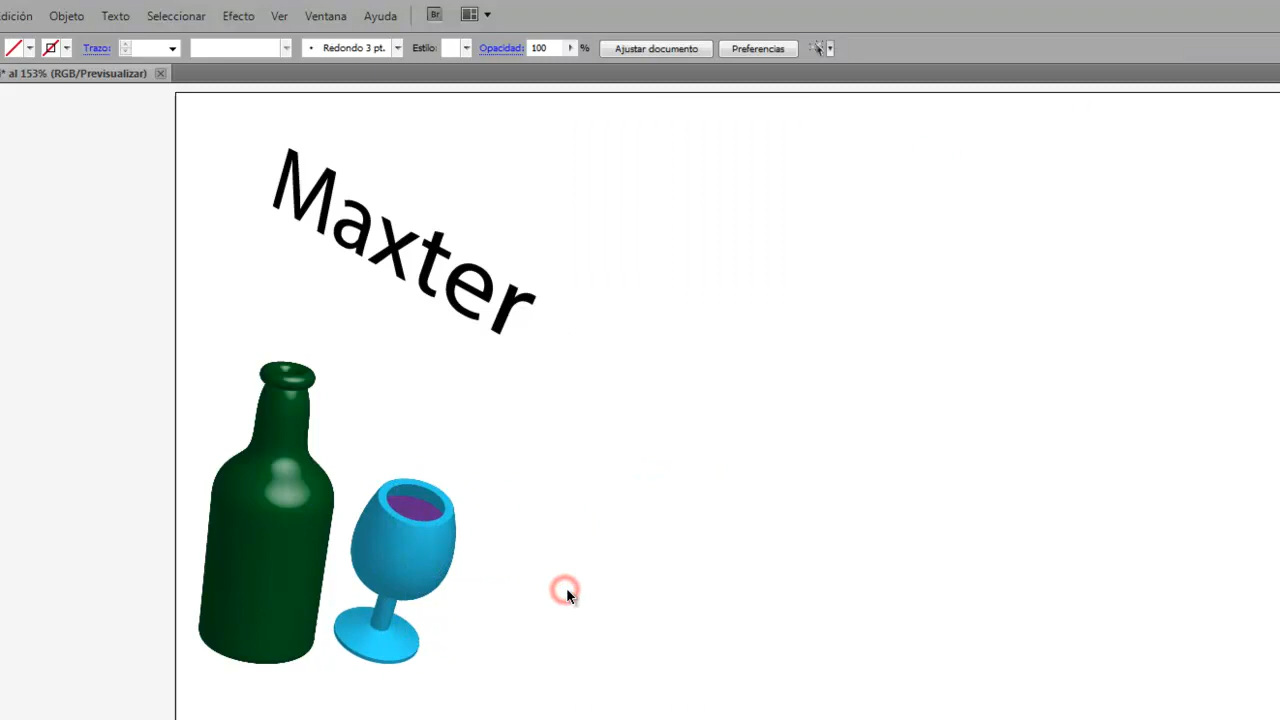 dición Objeto Texto Seleccionar Efecto Ver Ventana Ayuda Br
Trazo: Redondo 3 pt. Estilo: Opacidad: 100 % Ajustar documento Preferencias
* al 153% (RGB/Previsualizar)
Maxter